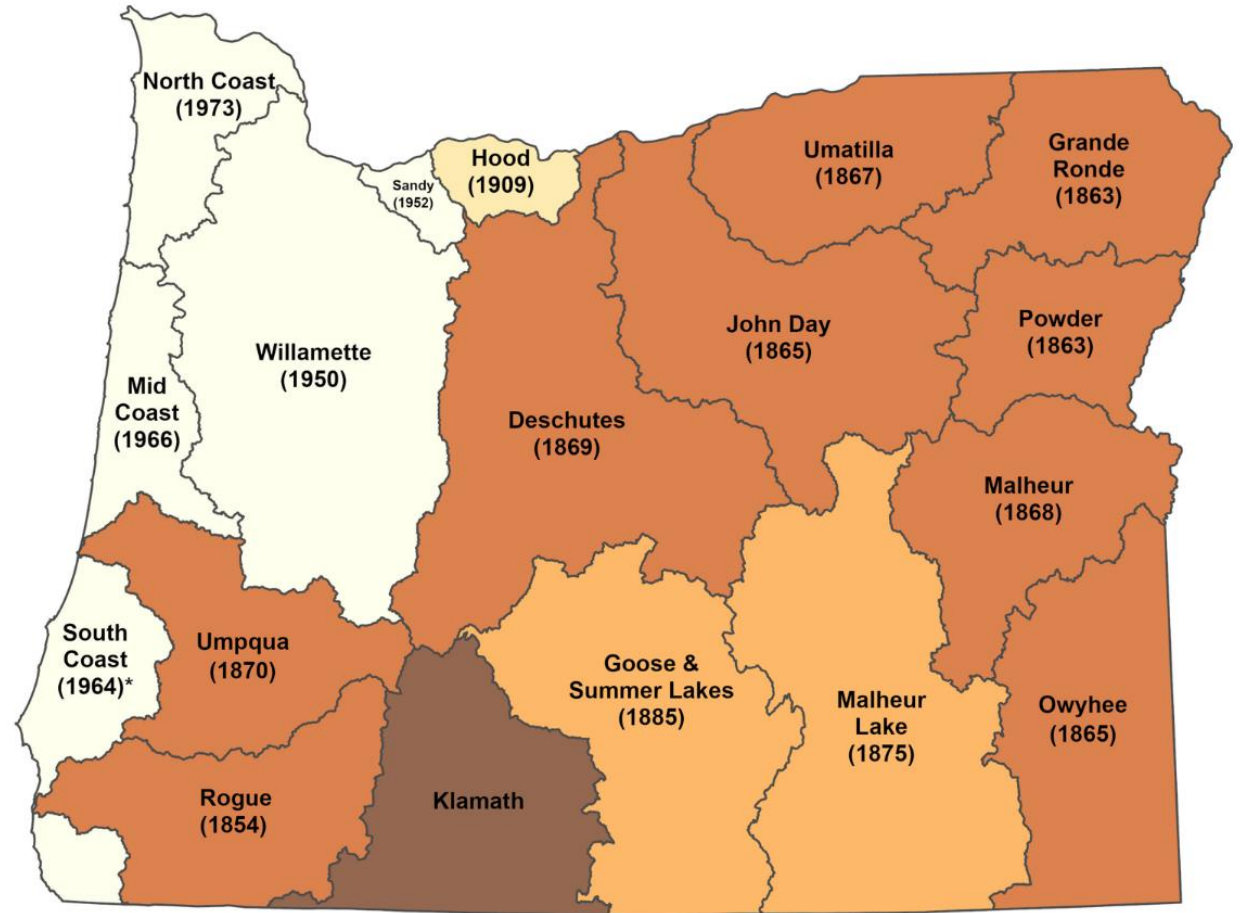 North Coast
(1973)
Hood
(1909)
Sandy
(1952)
Umatilla
(1867)
Grande
Ronde
(1863)
Willamette
(1950)
John Day
(1865)
Powder
(1863)
Mid
Coast
(1966)
Deschutes
(1869)
Malheur
(1868)
South
Coast
(1964)*
Umpqua
(1870)
Goose &
Summer Lakes
(1885)
Malheur
Lake
(1875)
Owyhee
(1865)
Rogue
(1854)
Klamath